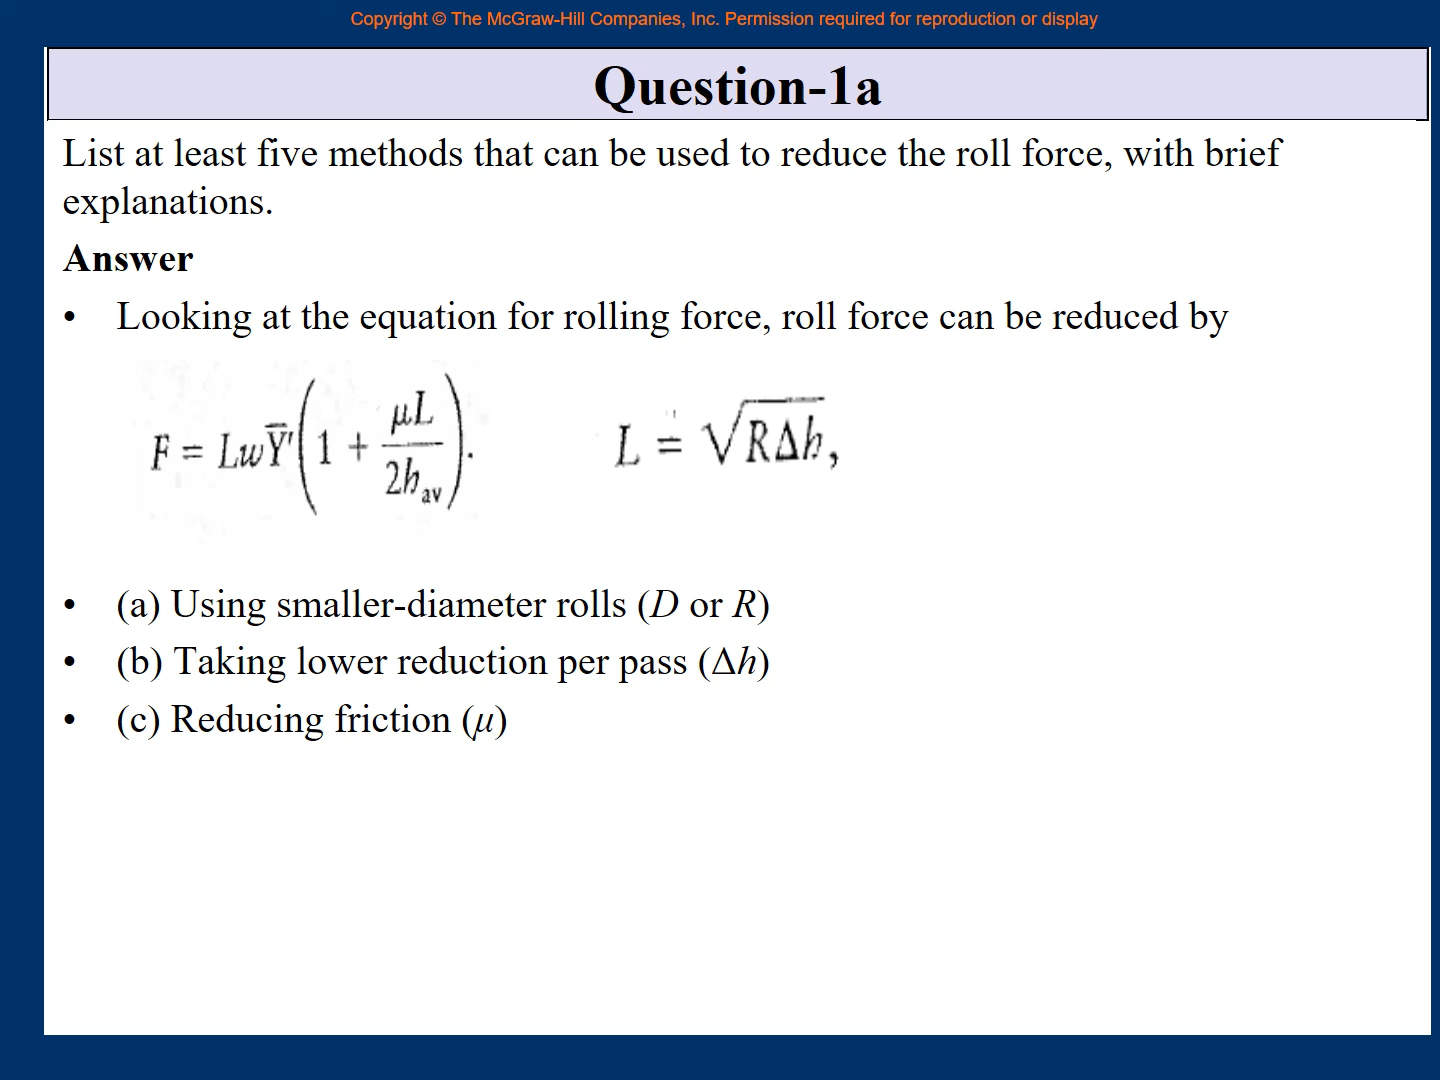 Copyright © The McGraw-Hill Companies, Inc. Permission required for reproduction or display
Question-1a
List at least five methods that can be used to reduce the roll force, with brief
explanations.
Answer
• Looking at the equation for rolling force, roll force can be reduced by
F = LwȲ′(1 + μL/2h_av). L = √RΔh,
• (a) Using smaller-diameter rolls (D or R)
• (b) Taking lower reduction per pass (Δh)
• (c) Reducing friction (μ)